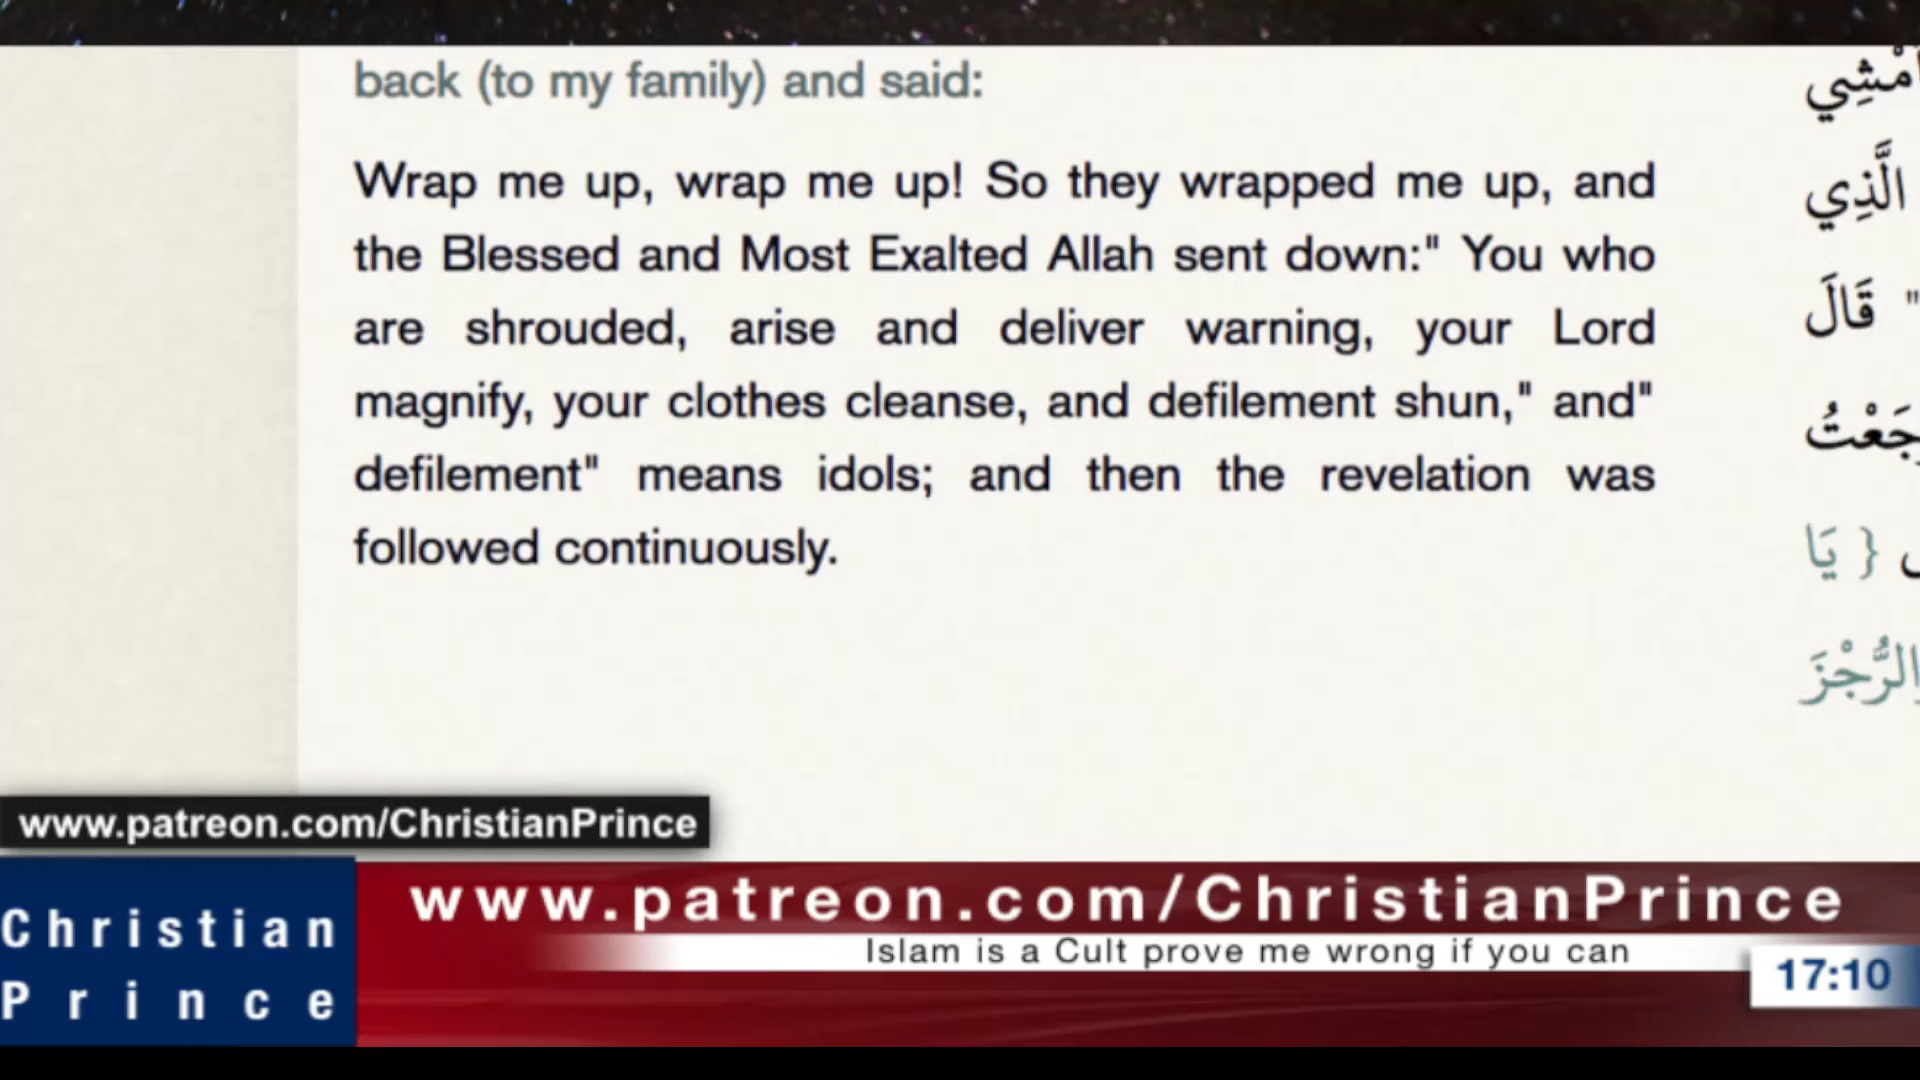 back (to my family) and said:
Wrap me up, wrap me up! So they wrapped me up, and
the Blessed and Most Exalted Allah sent down:" You who
are shrouded, arise and deliver warning, your Lord
magnify, your clothes cleanse, and defilement shun," and"
defilement" means idols; and then the revelation was
followed continuously.
الَّذِي
" قَالَ
{ يَا
www.patreon.com/ChristianPrince
Christian
Prince
www.patreon.com/ChristianPrince
Islam is a Cult prove me wrong if you can
17:10